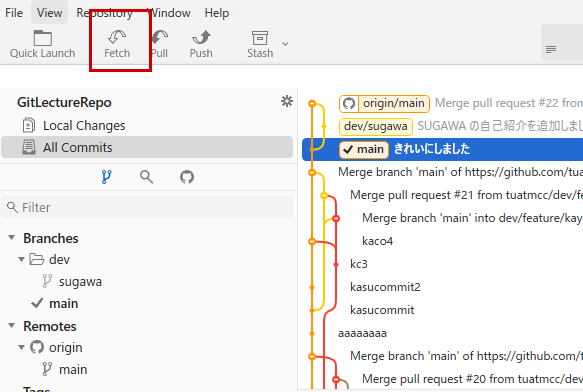 File View Repository Window Help
Quick Launch Fetch Pull Push Stash
GitLectureRepo
Local Changes
All Commits
Filter
Branches
dev
sugawa
main
Remotes
origin
main
Tags
origin/main Merge pull request #22 from
dev/sugawa SUGAWA の自己紹介を追加しまし
main きれいにしました
Merge branch 'main' of https://github.com/tua
Merge pull request #21 from tuatmcc/dev/fe
Merge branch 'main' into dev/feature/kay
kaco4
kc3
kasucommit2
kasucommit
aaaaaaaa
Merge branch 'main' of https://github.com/t
Merge pull request #20 from tuatmcc/dev/